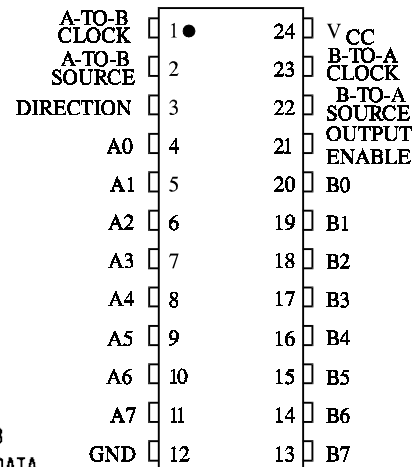 A-TO-B
CLOCK 1 24 VCC
A-TO-B
SOURCE 2 23 B-TO-A
CLOCK
DIRECTION 3 22 B-TO-A
SOURCE
A0 4 21 OUTPUT
ENABLE
A1 5 20 B0
A2 6 19 B1
A3 7 18 B2
A4 8 17 B3
A5 9 16 B4
A6 10 15 B5
A7 11 14 B6
GND 12 13 B7